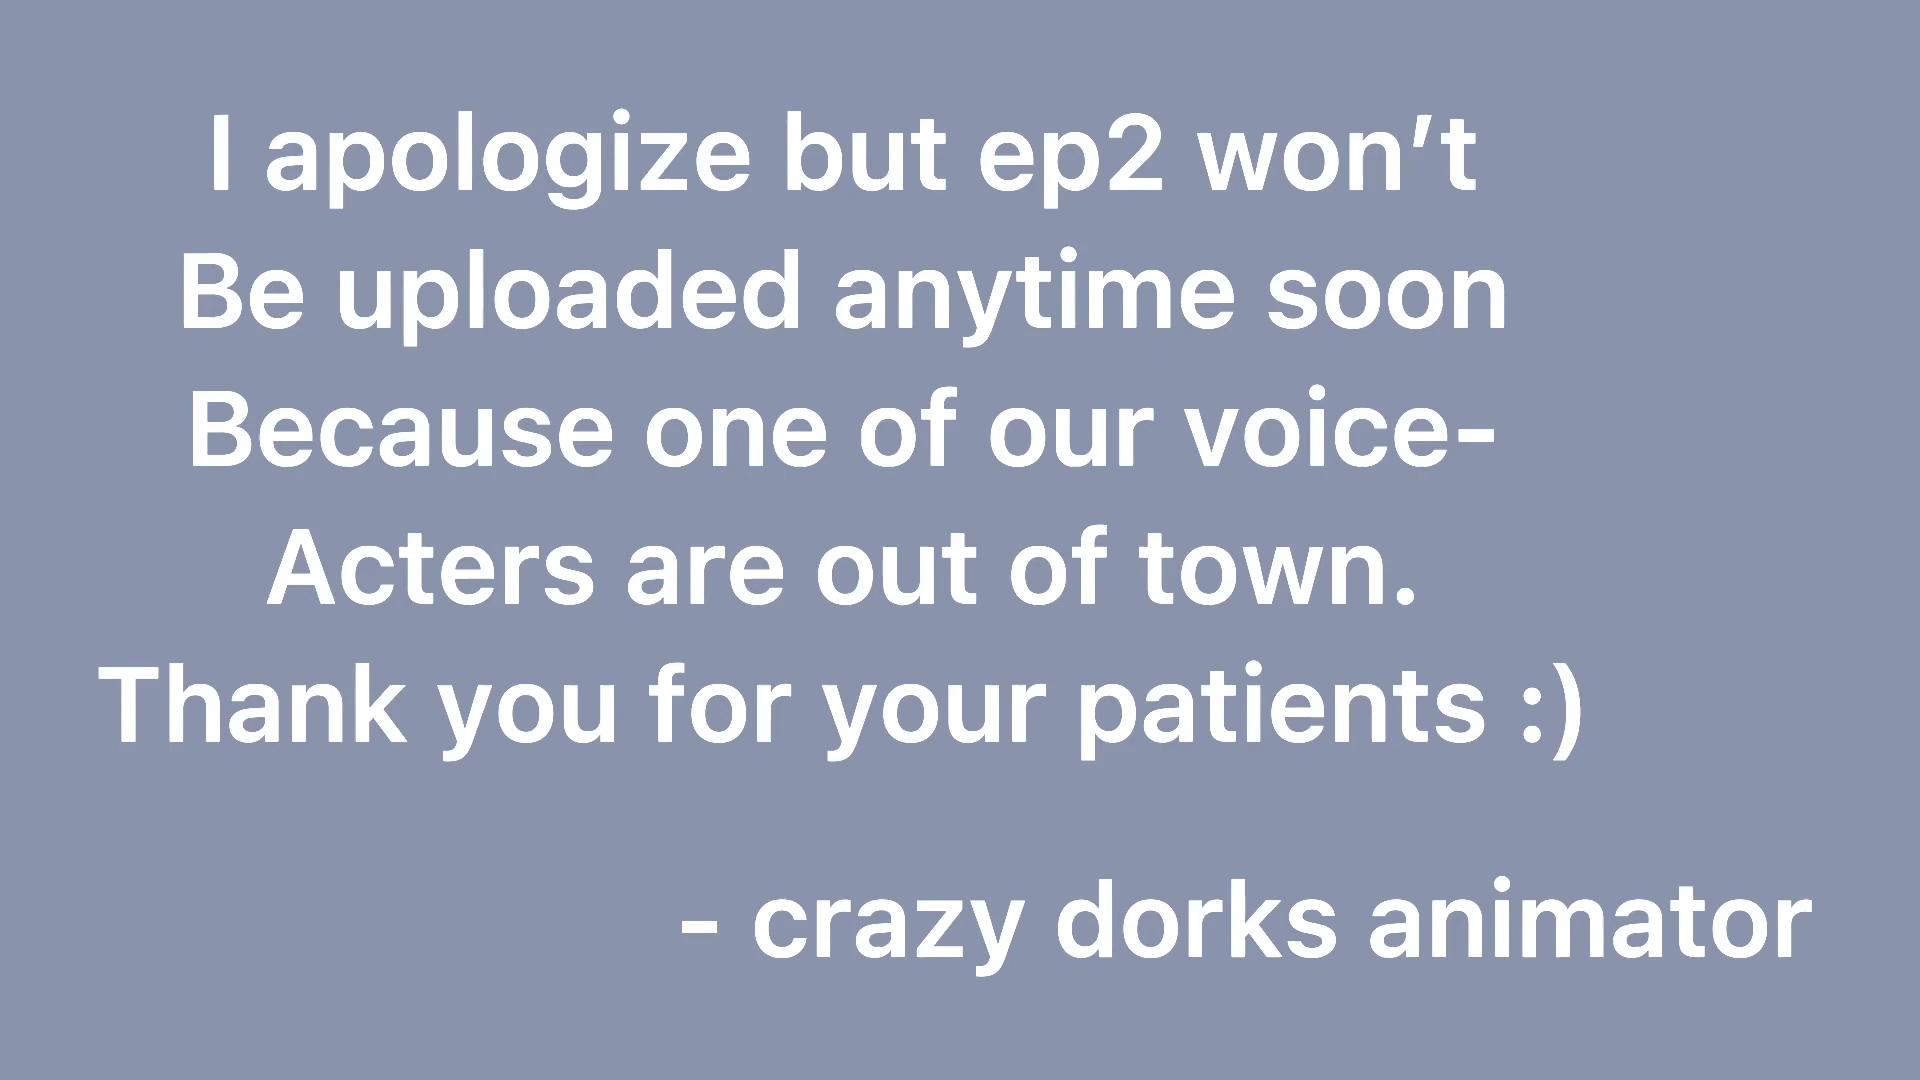 I apologize but ep2 won’t
Be uploaded anytime soon
Because one of our voice-
Acters are out of town.
Thank you for your patients :)
- crazy dorks animator